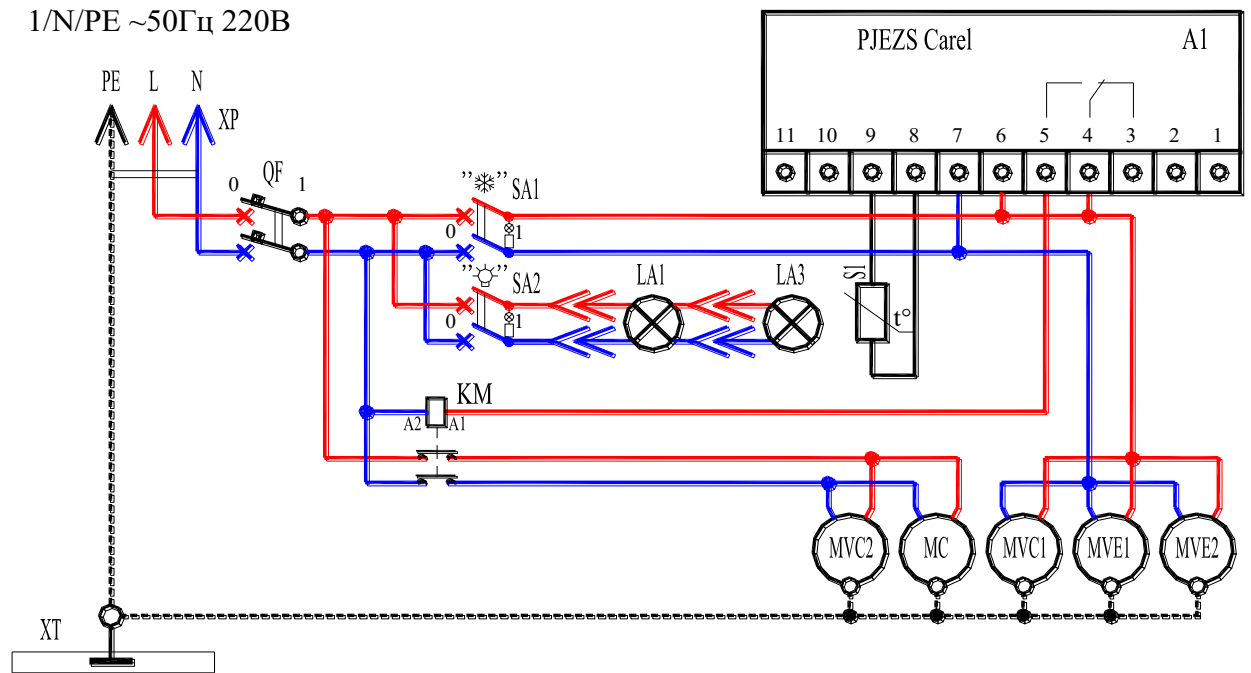 1/N/PE ~50Гц 220В
PJEZS Carel A1
PE L N
XP
11 10 9 8 7 6 5 4 3 2 1
0 QF 1
"❄" SA1
0 1
"" SA2
0 1
LA1 LA3
S1
t°
KM
A2 A1
MVC2 MC MVC1 MVE1 MVE2
XT